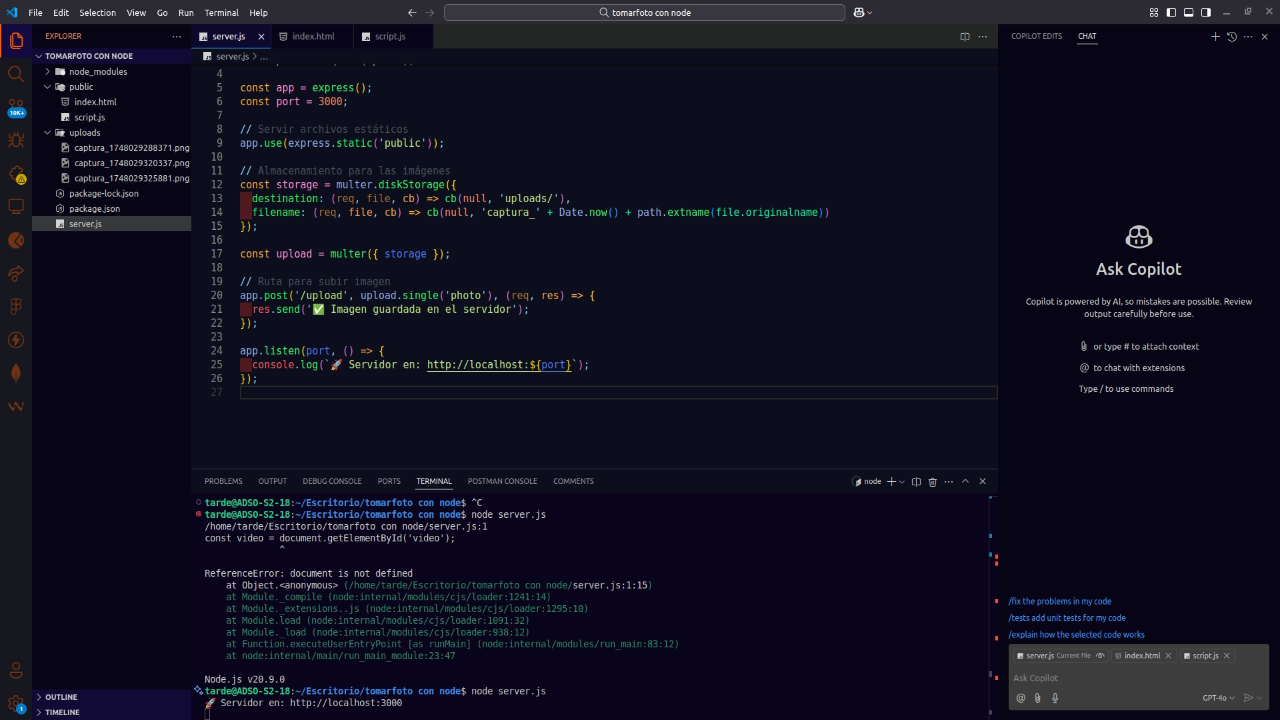 File Edit Selection View Go Run Terminal Help
tomarfoto con node
EXPLORER
TOMARFOTO CON NODE
node_modules
public
index.html
script.js
uploads
captura_1748029288371.png
captura_1748029320337.png
captura_1748029325881.png
package-lock.json
package.json
server.js
OUTLINE
TIMELINE
10K+
1
server.js index.html script.js
server.js > ...
4
5 const app = express();
6 const port = 3000;
7
8 // Servir archivos estáticos
9 app.use(express.static('public'));
10
11 // Almacenamiento para las imágenes
12 const storage = multer.diskStorage({
13 destination: (req, file, cb) => cb(null, 'uploads/'),
14 filename: (req, file, cb) => cb(null, 'captura_' + Date.now() + path.extname(file.originalname))
15 });
16
17 const upload = multer({ storage });
18
19 // Ruta para subir imagen
20 app.post('/upload', upload.single('photo'), (req, res) => {
21 res.send('✅ Imagen guardada en el servidor');
22 });
23
24 app.listen(port, () => {
25 console.log(`🚀 Servidor en: http://localhost:${port}`);
26 });
27
PROBLEMS OUTPUT DEBUG CONSOLE PORTS TERMINAL POSTMAN CONSOLE COMMENTS
node
tarde@ADSO-S2-18:~/Escritorio/tomarfoto con node$ ^C
tarde@ADSO-S2-18:~/Escritorio/tomarfoto con node$ node server.js
/home/tarde/Escritorio/tomarfoto con node/server.js:1
const video = document.getElementById('video');
^
ReferenceError: document is not defined
at Object.<anonymous> (/home/tarde/Escritorio/tomarfoto con node/server.js:1:15)
at Module._compile (node:internal/modules/cjs/loader:1241:14)
at Module._extensions..js (node:internal/modules/cjs/loader:1295:10)
at Module.load (node:internal/modules/cjs/loader:1091:32)
at Module._load (node:internal/modules/cjs/loader:938:12)
at Function.executeUserEntryPoint [as runMain] (node:internal/modules/run_main:83:12)
at node:internal/main/run_main_module:23:47
Node.js v20.9.0
tarde@ADSO-S2-18:~/Escritorio/tomarfoto con node$ node server.js
🚀 Servidor en: http://localhost:3000
COPILOT EDITS CHAT
Ask Copilot
Copilot is powered by AI, so mistakes are possible. Review
output carefully before use.
or type # to attach context
@ to chat with extensions
Type / to use commands
/fix the problems in my code
/tests add unit tests for my code
/explain how the selected code works
server.js Current file index.html script.js
Ask Copilot
GPT-4o